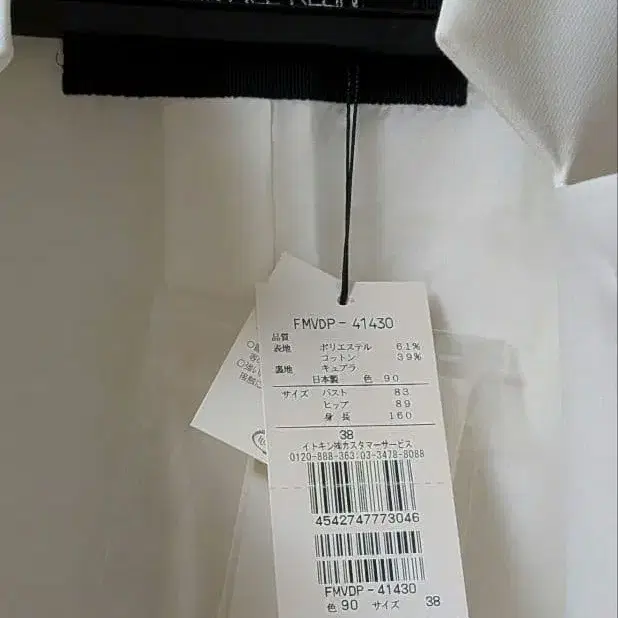 FMVDP-41430
品質
表地 ポリエステル 61%
コットン 39%
裏地 キュプラ
日本製 色 90
サイズ バスト 83
ヒップ 89
身長 160
38
イトキン㈱カスタマーサービス
0120-888-363:03-3478-8088
4542747773046
FMVDP-41430
色 90 サイズ 38